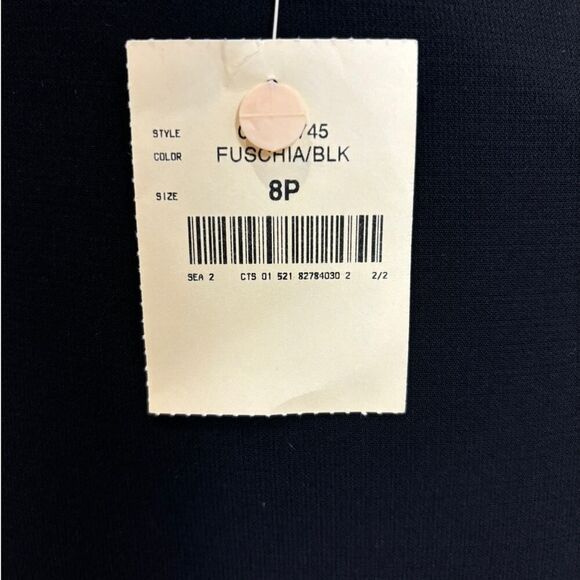 STYLE /45
COLOR FUSCHIA/BLK
SIZE 8P
SEA 2 CTS 01 521 82784030 2 2/2